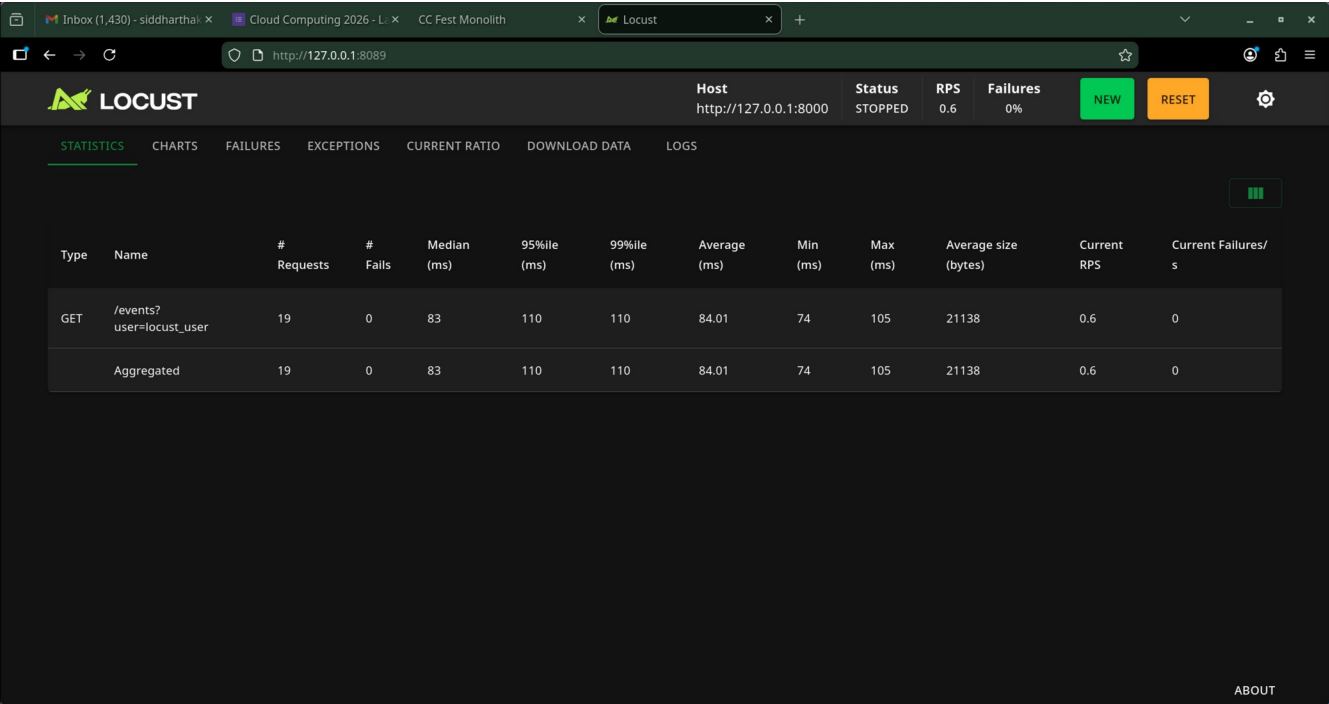 Inbox (1,430) - siddharthak
Cloud Computing 2026 - La
CC Fest Monolith
Locust
http://127.0.0.1:8089
LOCUST
Host
http://127.0.0.1:8000
Status
STOPPED
RPS
0.6
Failures
0%
NEW
RESET
STATISTICS CHARTS FAILURES EXCEPTIONS CURRENT RATIO DOWNLOAD DATA LOGS
Type Name # Requests # Fails Median (ms) 95%ile (ms) 99%ile (ms) Average (ms) Min (ms) Max (ms) Average size (bytes) Current RPS Current Failures/s
GET /events?user=locust_user 19 0 83 110 110 84.01 74 105 21138 0.6 0
Aggregated 19 0 83 110 110 84.01 74 105 21138 0.6 0
ABOUT